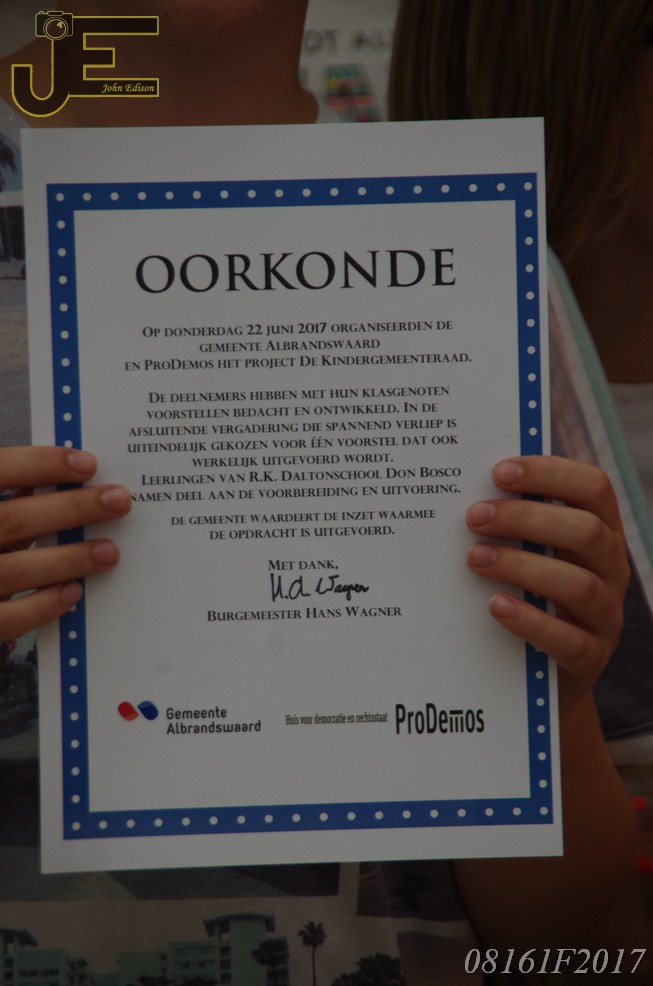 JE
John Edison
OT AL
OORKONDE
OP DONDERDAG 22 JUNI 2017 ORGANISEERDEN DE
GEMEENTE ALBRANDSWAARD
EN PRODEMOS HET PROJECT DE KINDERGEMEENTERAAD.
DE DEELNEMERS HEBBEN MET HUN KLASGENOTEN
VOORSTELLEN BEDACHT EN ONTWIKKELD. IN DE
AFSLUITENDE VERGADERING DIE SPANNEND VERLIEP IS
UITEINDELIJK GEKOZEN VOOR ÉÉN VOORSTEL DAT OOK
WERKELIJK UITGEVOERD WORDT.
LEERLINGEN VAN R.K. DALTONSCHOOL DON BOSCO
NAMEN DEEL AAN DE VOORBEREIDING EN UITVOERING.
DE GEMEENTE WAARDEERT DE INZET WAARMEE
DE OPDRACHT IS UITGEVOERD.
MET DANK,
H.A. Wagner
BURGEMEESTER HANS WAGNER
Gemeente
Albrandswaard
Huis voor democratie en rechtsstaat ProDemos
08161F2017